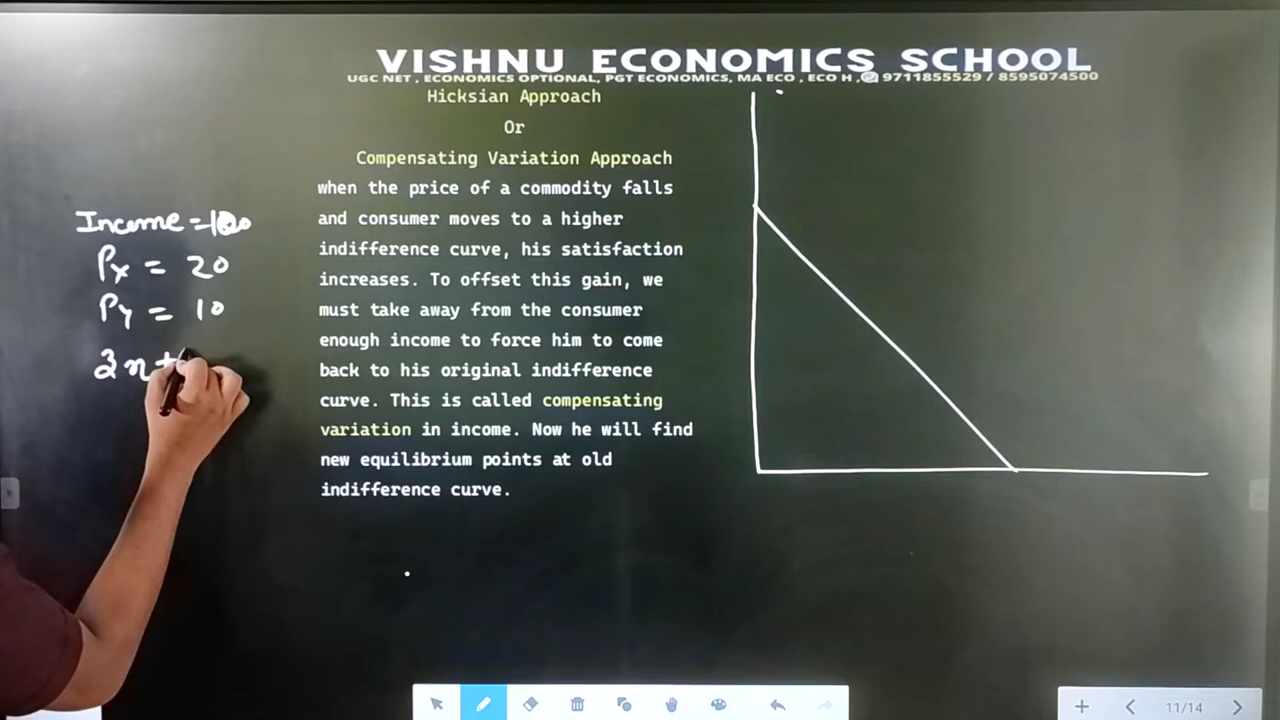 VISHNU ECONOMICS SCHOOL
UGC NET , ECONOMICS OPTIONAL, PGT ECONOMICS, MA ECO , ECO H , 9711855529 / 8595074500
Hicksian Approach
Or
Compensating Variation Approach
when the price of a commodity falls
and consumer moves to a higher
indifference curve, his satisfaction
increases. To offset this gain, we
must take away from the consumer
enough income to force him to come
back to his original indifference
curve. This is called compensating
variation in income. Now he will find
new equilibrium points at old
indifference curve.
Income = 100
Px = 20
Py = 10
2x +
11/14